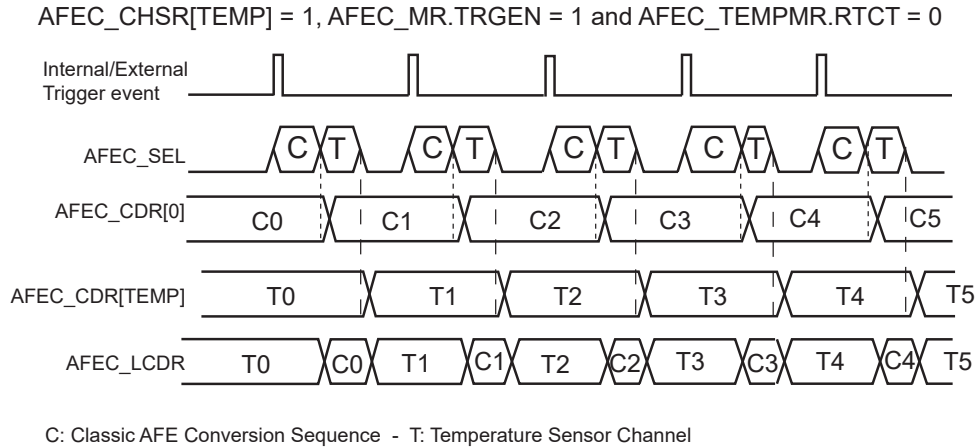 AFEC_CHSR[TEMP] = 1, AFEC_MR.TRGEN = 1 and AFEC_TEMPMR.RTCT = 0
Internal/External
Trigger event
AFEC_SEL
C T C T C T C T C T
AFEC_CDR[0]
C0 C1 C2 C3 C4 C5
AFEC_CDR[TEMP]
T0 T1 T2 T3 T4 T5
AFEC_LCDR
T0 C0 T1 C1 T2 C2 T3 C3 T4 C4 T5
C: Classic AFE Conversion Sequence - T: Temperature Sensor Channel